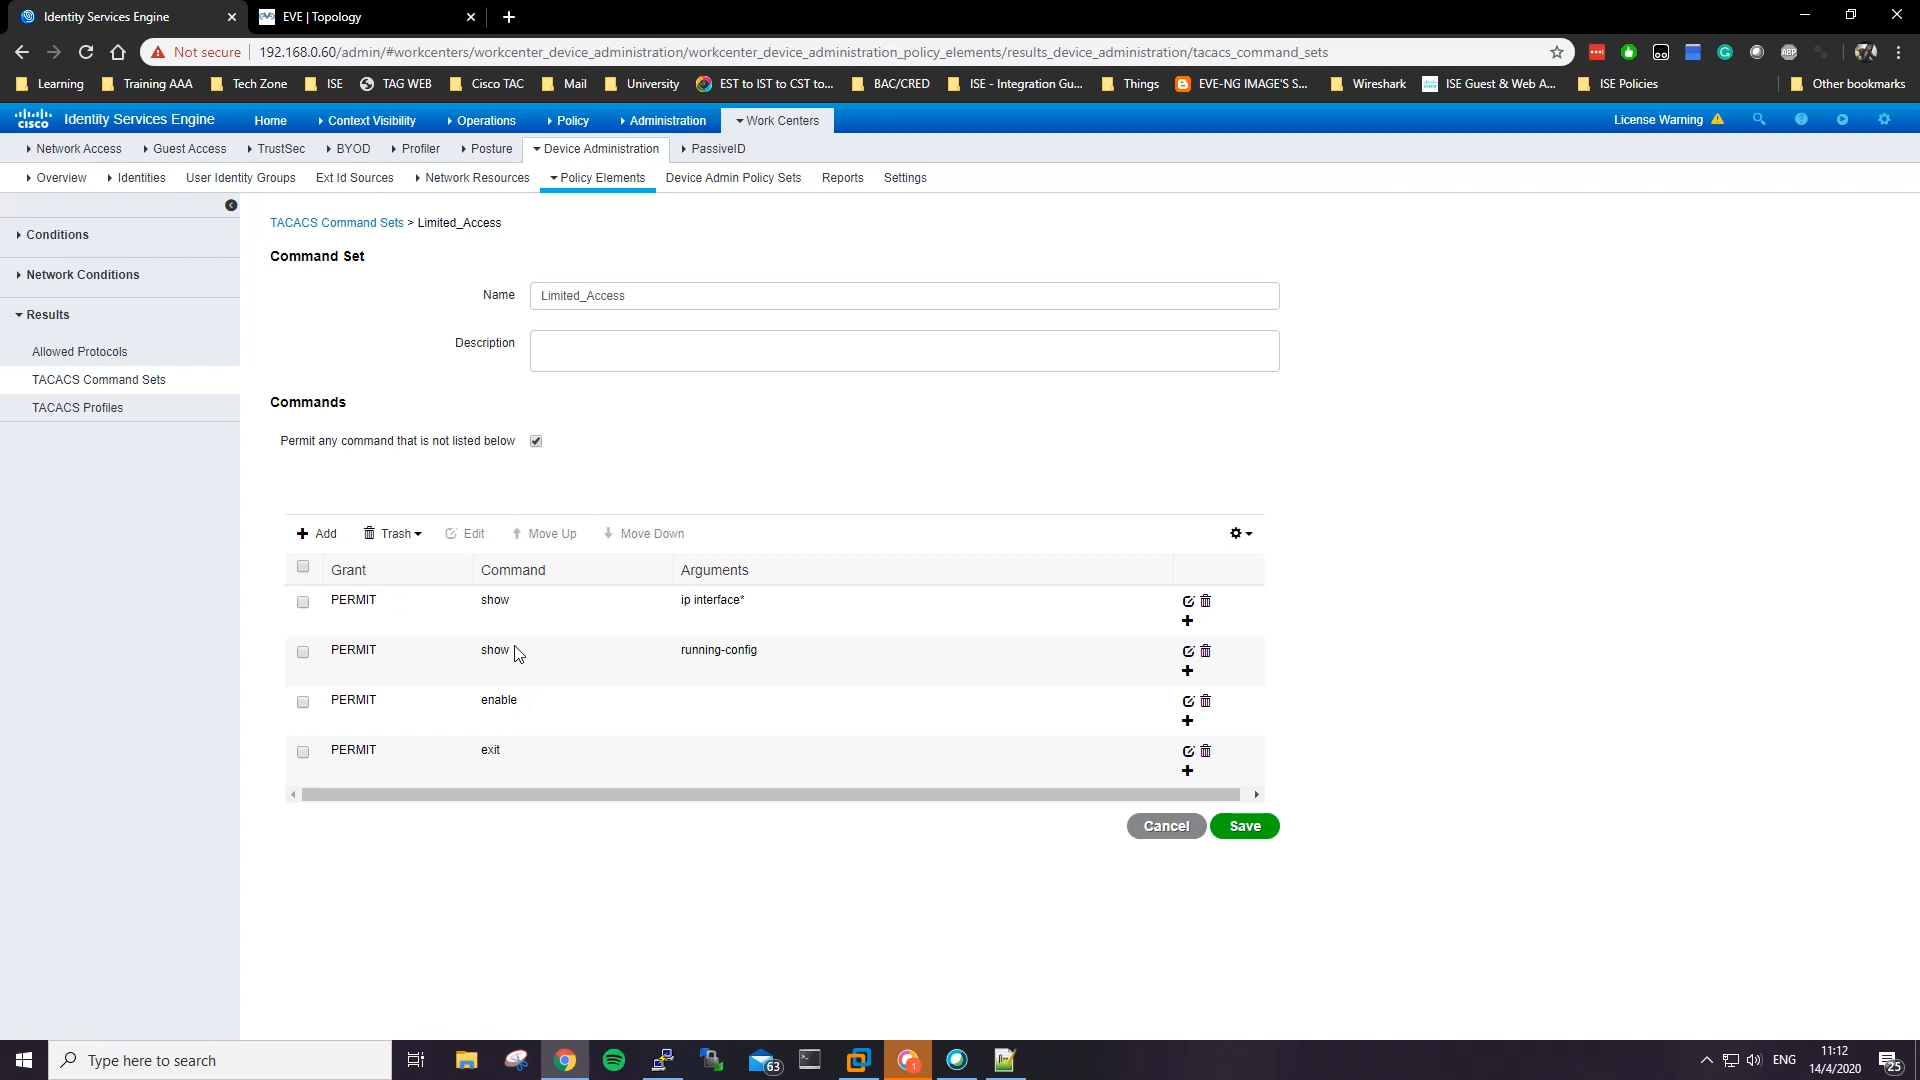 Identity Services Engine
EVE | Topology
Not secure
192.168.0.60/admin/#workcenters/workcenter_device_administration/workcenter_device_administration_policy_elements/results_device_administration/tacacs_command_sets
ABP
Learning
Training AAA
Tech Zone
ISE
TAG WEB
Cisco TAC
Mail
University
EST to IST to CST to...
BAC/CRED
ISE - Integration Gu...
Things
EVE-NG IMAGE'S S...
Wireshark
ISE Guest & Web A...
ISE Policies
Other bookmarks
cisco
Identity Services Engine
Home
Context Visibility
Operations
Policy
Administration
Work Centers
License Warning
Network Access
Guest Access
TrustSec
BYOD
Profiler
Posture
Device Administration
PassiveID
Overview
Identities
User Identity Groups
Ext Id Sources
Network Resources
Policy Elements
Device Admin Policy Sets
Reports
Settings
Conditions
Network Conditions
Results
Allowed Protocols
TACACS Command Sets
TACACS Profiles
TACACS Command Sets > Limited_Access
Command Set
Name
Limited_Access
Description
Commands
Permit any command that is not listed below
Add
Trash
Edit
Move Up
Move Down
Grant Command Arguments
PERMIT show ip interface*
PERMIT show running-config
PERMIT enable
PERMIT exit
Cancel
Save
Type here to search
63
1
ENG
11:12
14/4/2020
25